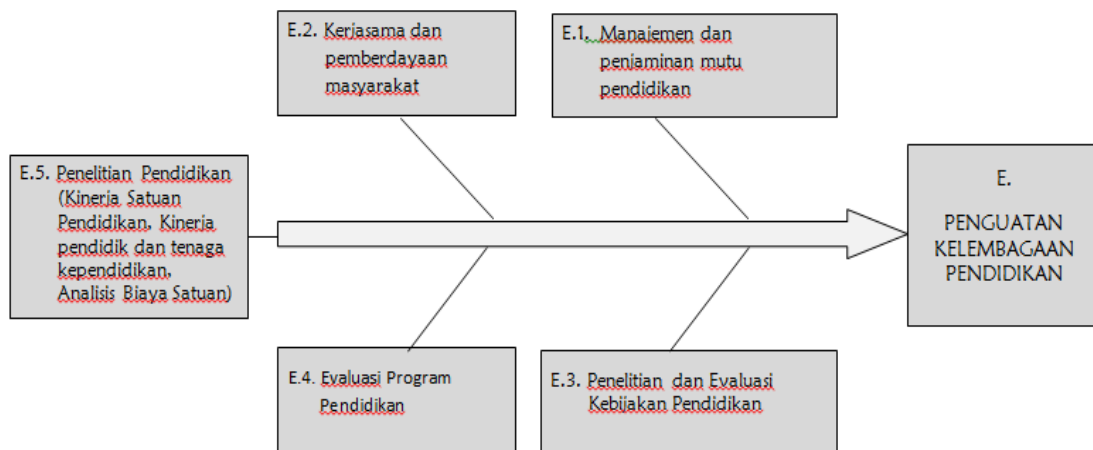 E.2. Kerjasama dan
pemberdayaan
masyarakat
E.1. Manajemen dan
penjaminan mutu
pendidikan
E.5. Penelitian Pendidikan
(Kinerja Satuan
Pendidikan, Kinerja
pendidik dan tenaga
kependidikan,
Analisis Biaya Satuan)
E.
PENGUATAN
KELEMBAGAAN
PENDIDIKAN
E.4. Evaluasi Program
Pendidikan
E.3. Penelitian dan Evaluasi
Kebijakan Pendidikan